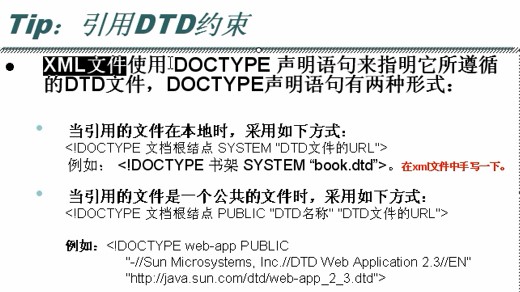 Tip：引用DTD约束
XML文件使用DOCTYPE 声明语句来指明它所遵循
的DTD文件，DOCTYPE声明语句有两种形式：
当引用的文件在本地时，采用如下方式：
<!DOCTYPE 文档根结点 SYSTEM "DTD文件的URL">
例如： <!DOCTYPE 书架 SYSTEM “book.dtd”>。在xml文件中手写一下。
当引用的文件是一个公共的文件时，采用如下方式：
<!DOCTYPE 文档根结点 PUBLIC "DTD名称" "DTD文件的URL">
例如：<!DOCTYPE web-app PUBLIC
"-//Sun Microsystems, Inc.//DTD Web Application 2.3//EN"
"http://java.sun.com/dtd/web-app_2_3.dtd">